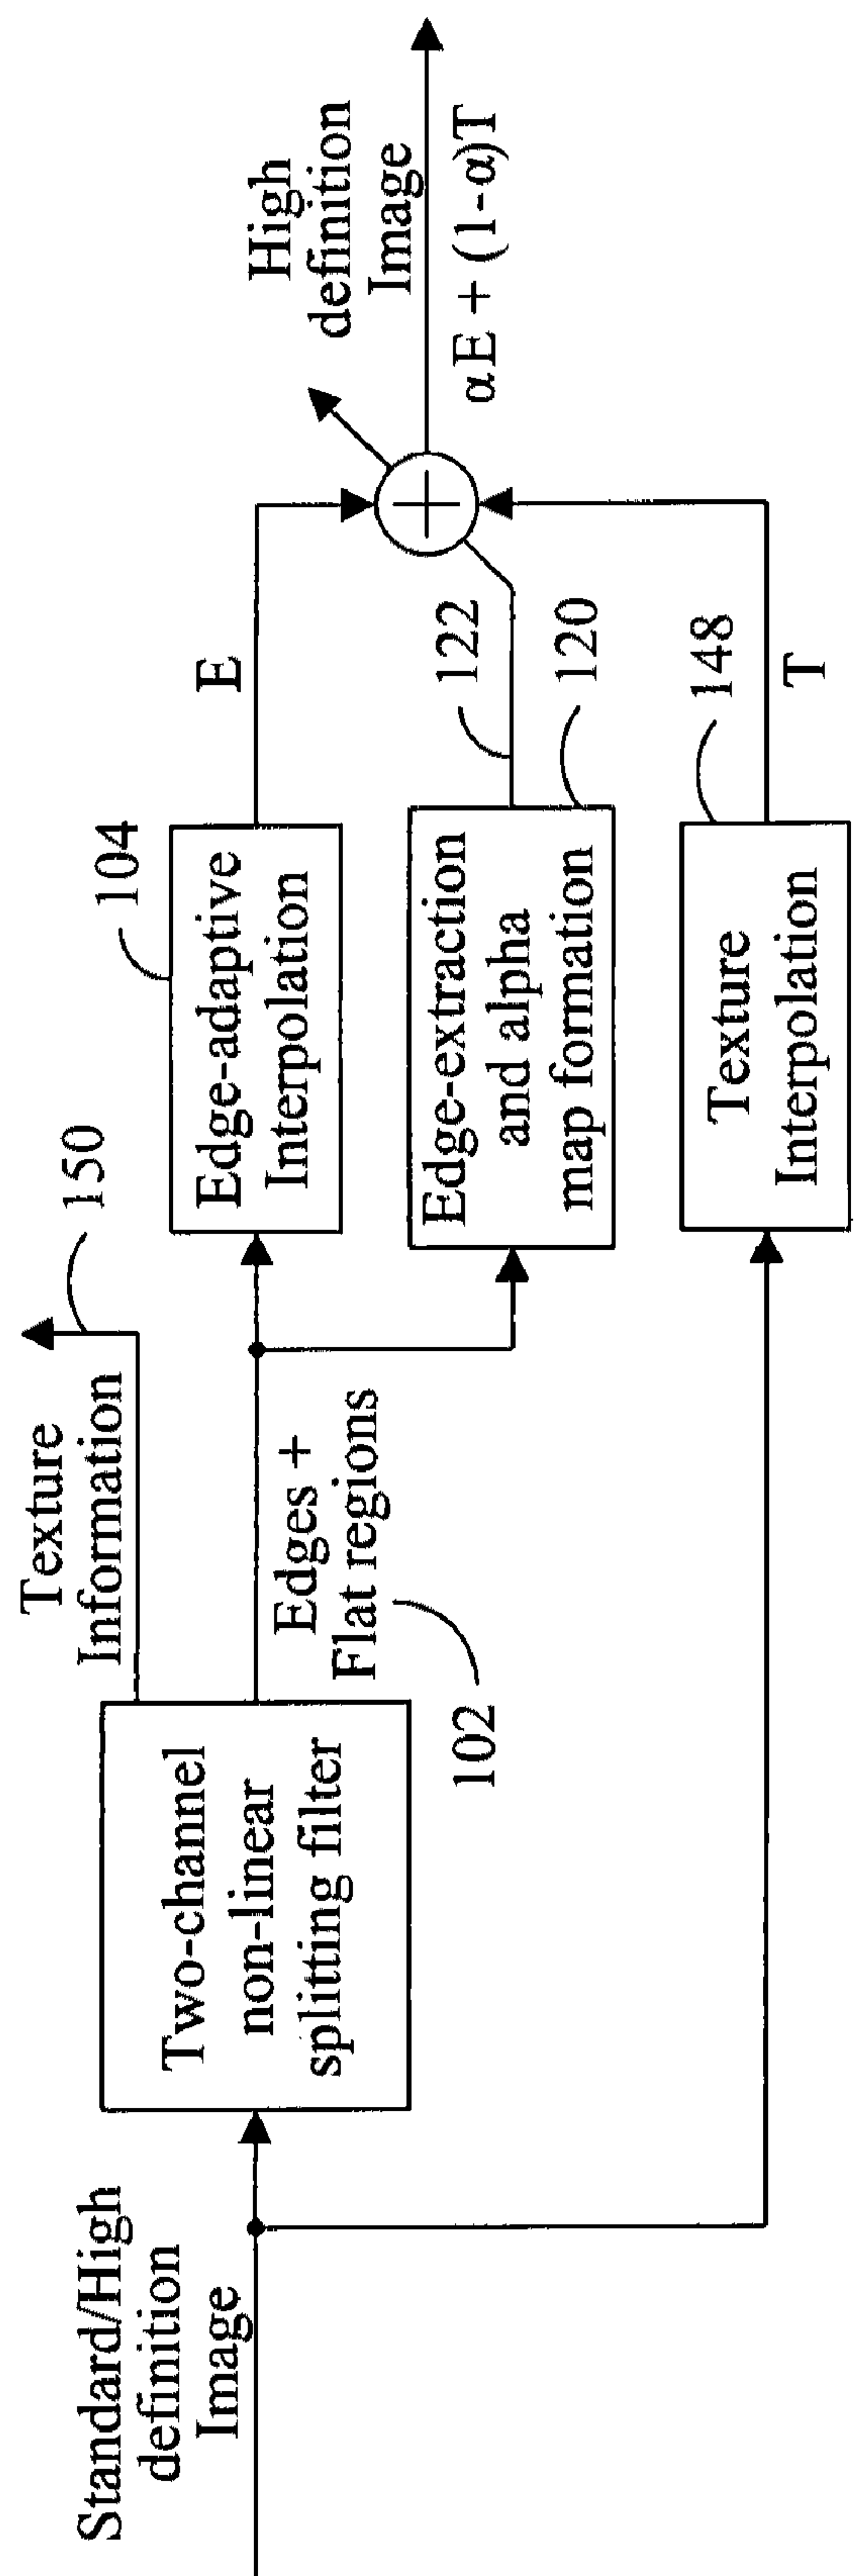 Standard/High
definition
Image
Two-channel
non-linear
splitting filter
Texture
Information
150
Edges +
Flat regions
102
104
Edge-adaptive
Interpolation
E
Edge-extraction
and alpha
map formation
122
120
Texture
Interpolation
148
T
High
definition
Image
αE + (1-α)T